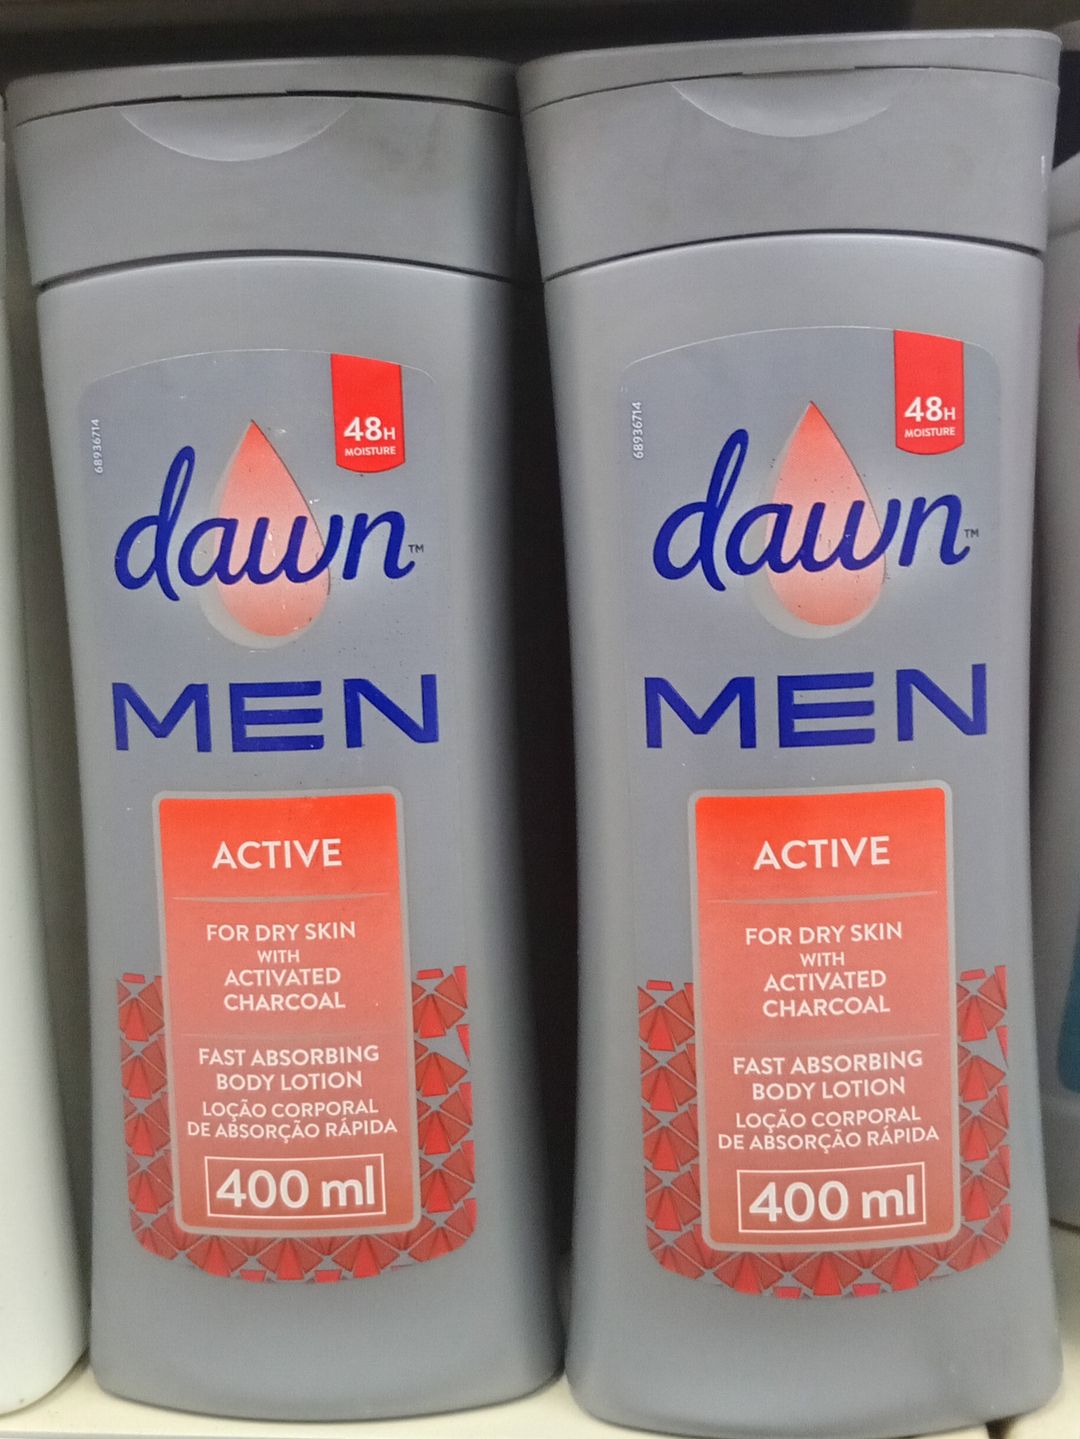 68936714
48H
MOISTURE
dawn™
MEN
ACTIVE
FOR DRY SKIN
WITH
ACTIVATED
CHARCOAL
FAST ABSORBING
BODY LOTION
LOÇÃO CORPORAL
DE ABSORÇÃO RÁPIDA
400 ml
68936714
48H
MOISTURE
dawn™
MEN
ACTIVE
FOR DRY SKIN
WITH
ACTIVATED
CHARCOAL
FAST ABSORBING
BODY LOTION
LOÇÃO CORPORAL
DE ABSORÇÃO RÁPIDA
400 ml